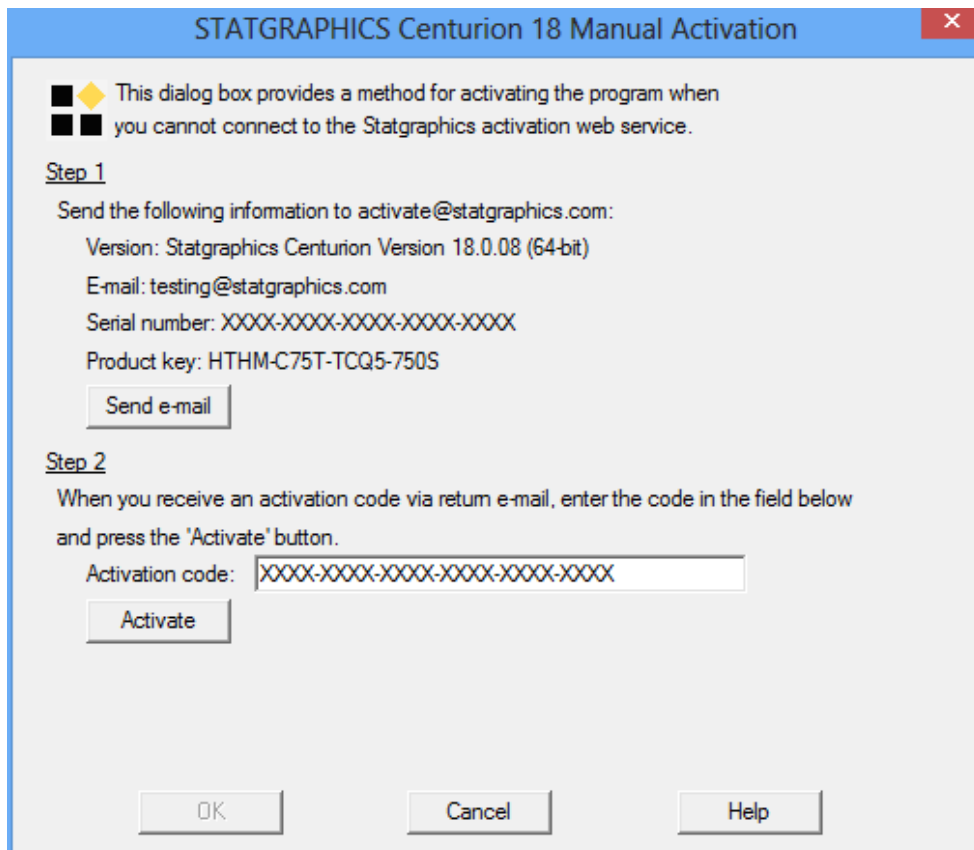 STATGRAPHICS Centurion 18 Manual Activation
This dialog box provides a method for activating the program when
you cannot connect to the Statgraphics activation web service.
Step 1
Send the following information to activate@statgraphics.com:
Version: Statgraphics Centurion Version 18.0.08 (64-bit)
E-mail: testing@statgraphics.com
Serial number: XXXX-XXXX-XXXX-XXXX-XXXX
Product key: HTHM-C75T-TCQ5-750S
Send e-mail
Step 2
When you receive an activation code via return e-mail, enter the code in the field below
and press the 'Activate' button.
Activation code: XXXX-XXXX-XXXX-XXXX-XXXX-XXXX
Activate
OK Cancel Help